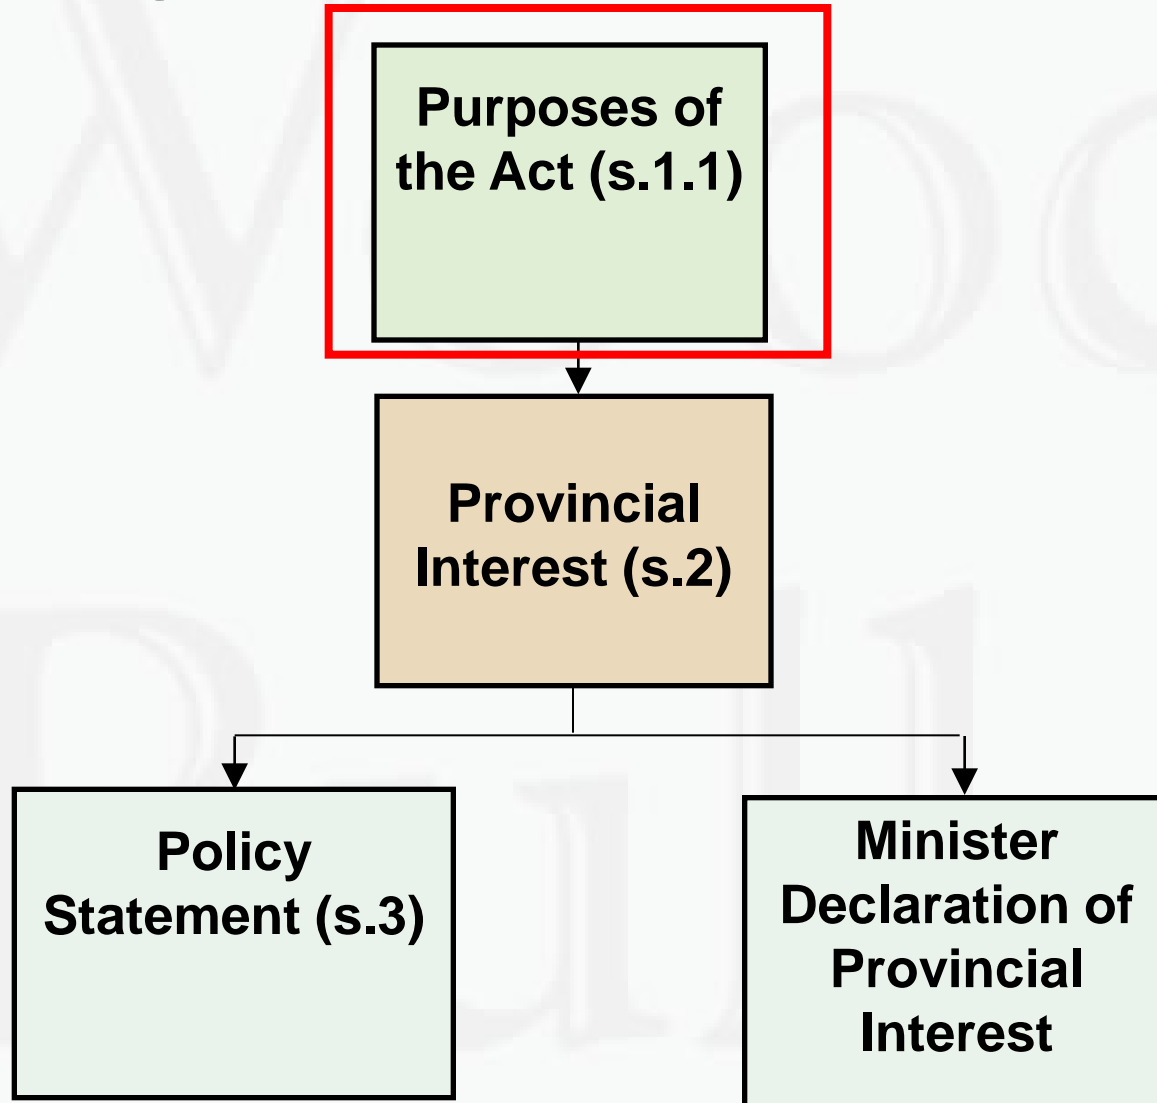 Purposes of
the Act (s.1.1)
Provincial
Interest (s.2)
Policy
Statement (s.3)
Minister
Declaration of
Provincial
Interest